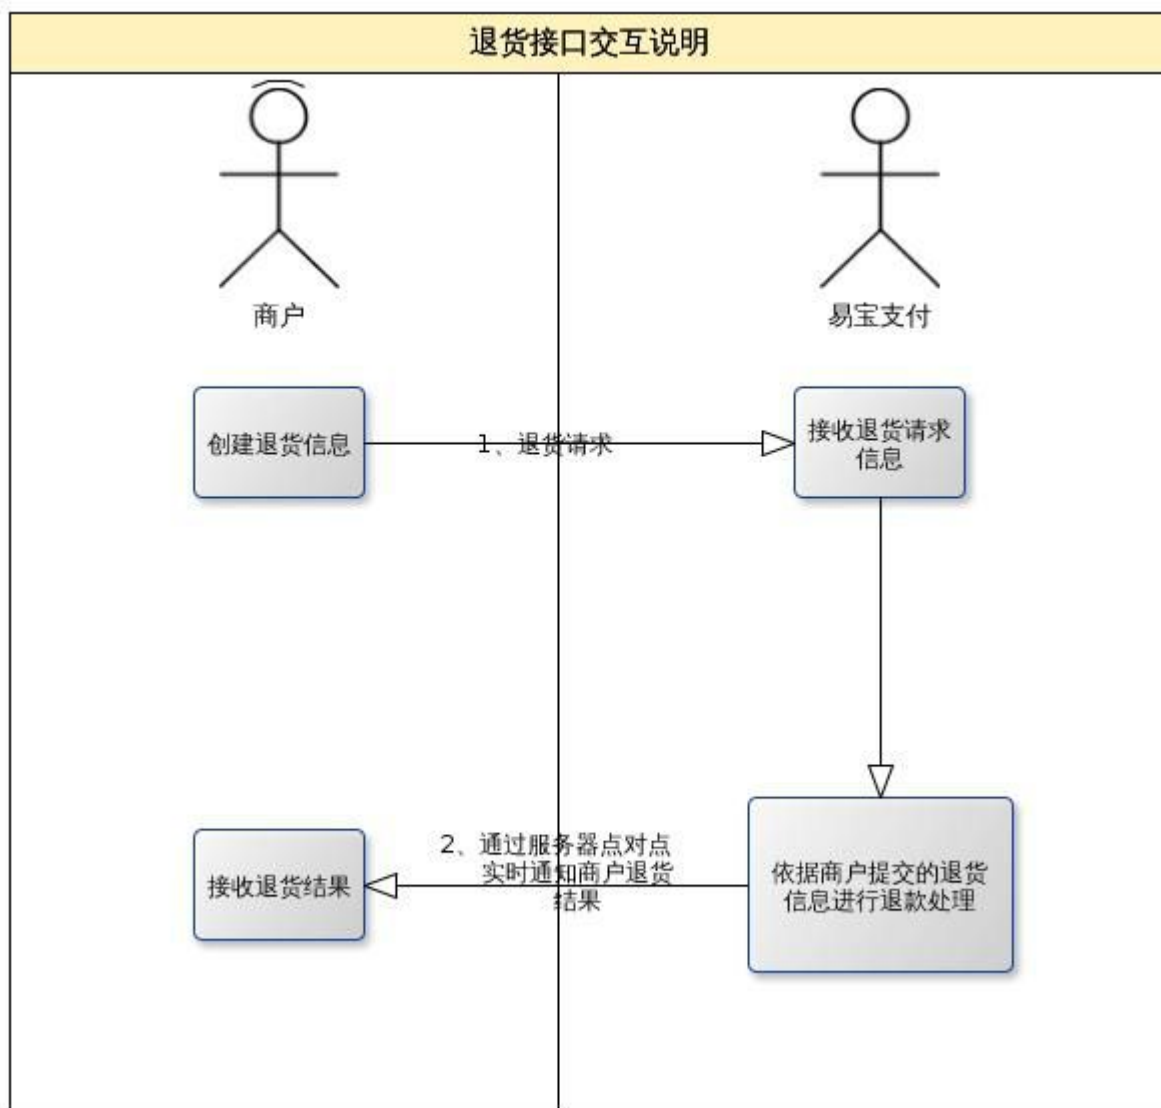 退货接口交互说明
商户
易宝支付
创建退货信息
1、退货请求
接收退货请求
信息
接收退货结果
2、通过服务器点对点
实时通知商户退货
结果
依据商户提交的退货
信息进行退款处理